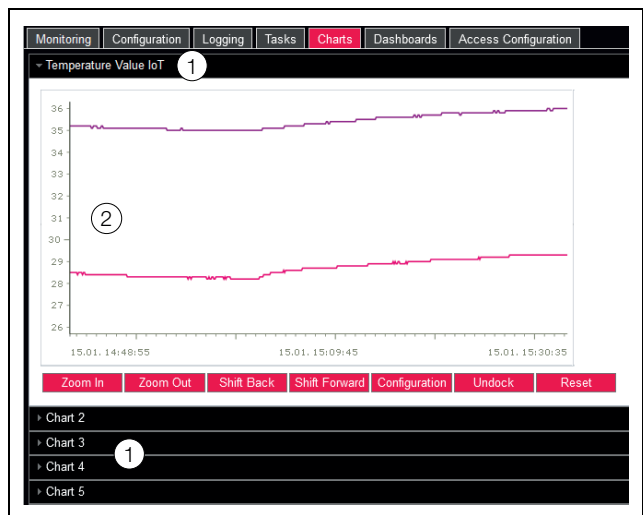 Monitoring Configuration Logging Tasks Charts Dashboards Access Configuration
Temperature Value IoT 1
36
35
34
33
32
31
2
30
29
28
27
26
15.01. 14:48:55 15.01. 15:09:45 15.01. 15:30:35
Zoom In Zoom Out Shift Back Shift Forward Configuration Undock Reset
Chart 2
Chart 3
1
Chart 4
Chart 5